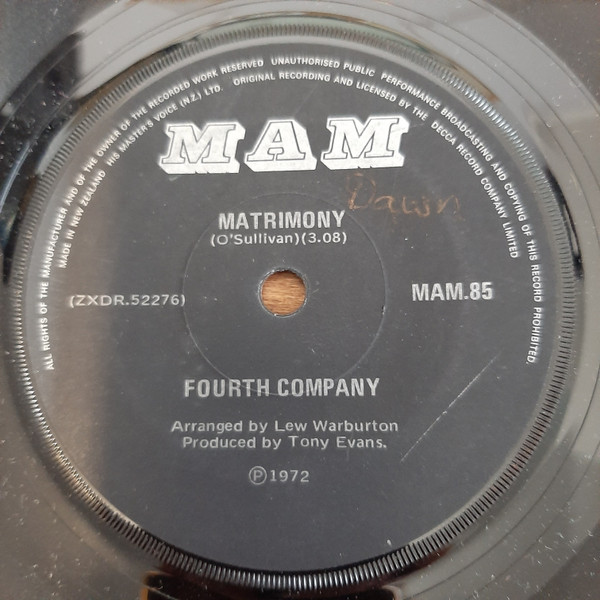 ALL RIGHTS OF THE MANUFACTURER AND OF THE OWNER OF THE RECORDED WORK RESERVED UNAUTHORISED PUBLIC PERFORMANCE BROADCASTING AND COPYING OF THIS RECORD PROHIBITED.
MADE IN NEW ZEALAND HIS MASTER'S VOICE (N.Z.) LTD. ORIGINAL RECORDING AND LICENSED BY THE DECCA RECORD COMPANY LIMITED
MAM
Dawn
MATRIMONY
(O'Sullivan)(3.08)
(ZXDR.52276)
MAM.85
FOURTH COMPANY
Arranged by Lew Warburton
Produced by Tony Evans.
Ⓟ1972